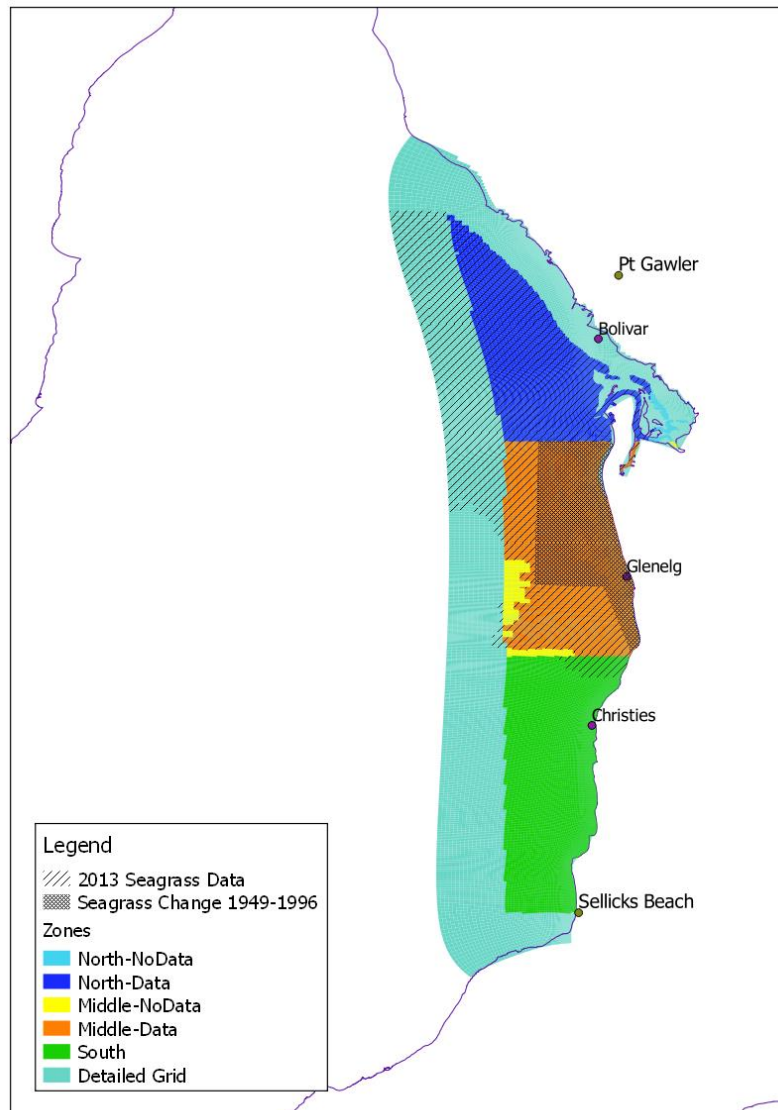 Pt Gawler
Bolivar
Glenelg
Christies
Sellicks Beach
Legend
2013 Seagrass Data
Seagrass Change 1949-1996
Zones
North-NoData
North-Data
Middle-NoData
Middle-Data
South
Detailed Grid